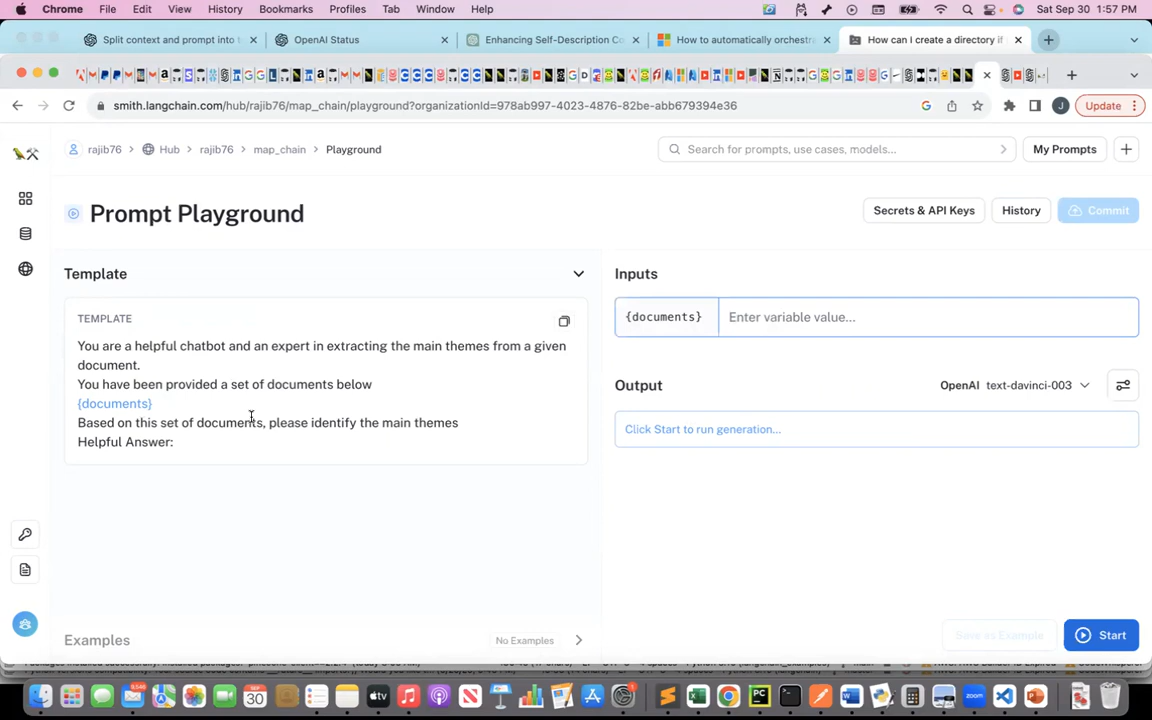 Chrome File Edit View History Bookmarks Profiles Tab Window Help Sat Sep 30 1:57 PM
Split context and prompt into t
OpenAI Status
Enhancing Self-Description Co
How to automatically orchestr
How can I create a directory if
smith.langchain.com/hub/rajib76/map_chain/playground?organizationId=978ab997-4023-4876-82be-abb679394e36
J
Update
rajib76 > Hub > rajib76 > map_chain > Playground
Search for prompts, use cases, models...
My Prompts
Prompt Playground
Secrets & API Keys
History
Commit
Template
Inputs
TEMPLATE
{documents}
Enter variable value...
You are a helpful chatbot and an expert in extracting the main themes from a given
document.
You have been provided a set of documents below
{documents}
Based on this set of documents, please identify the main themes
Helpful Answer:
Output
OpenAI text-davinci-003
Click Start to run generation...
Examples
No Examples
Save as Example
Start